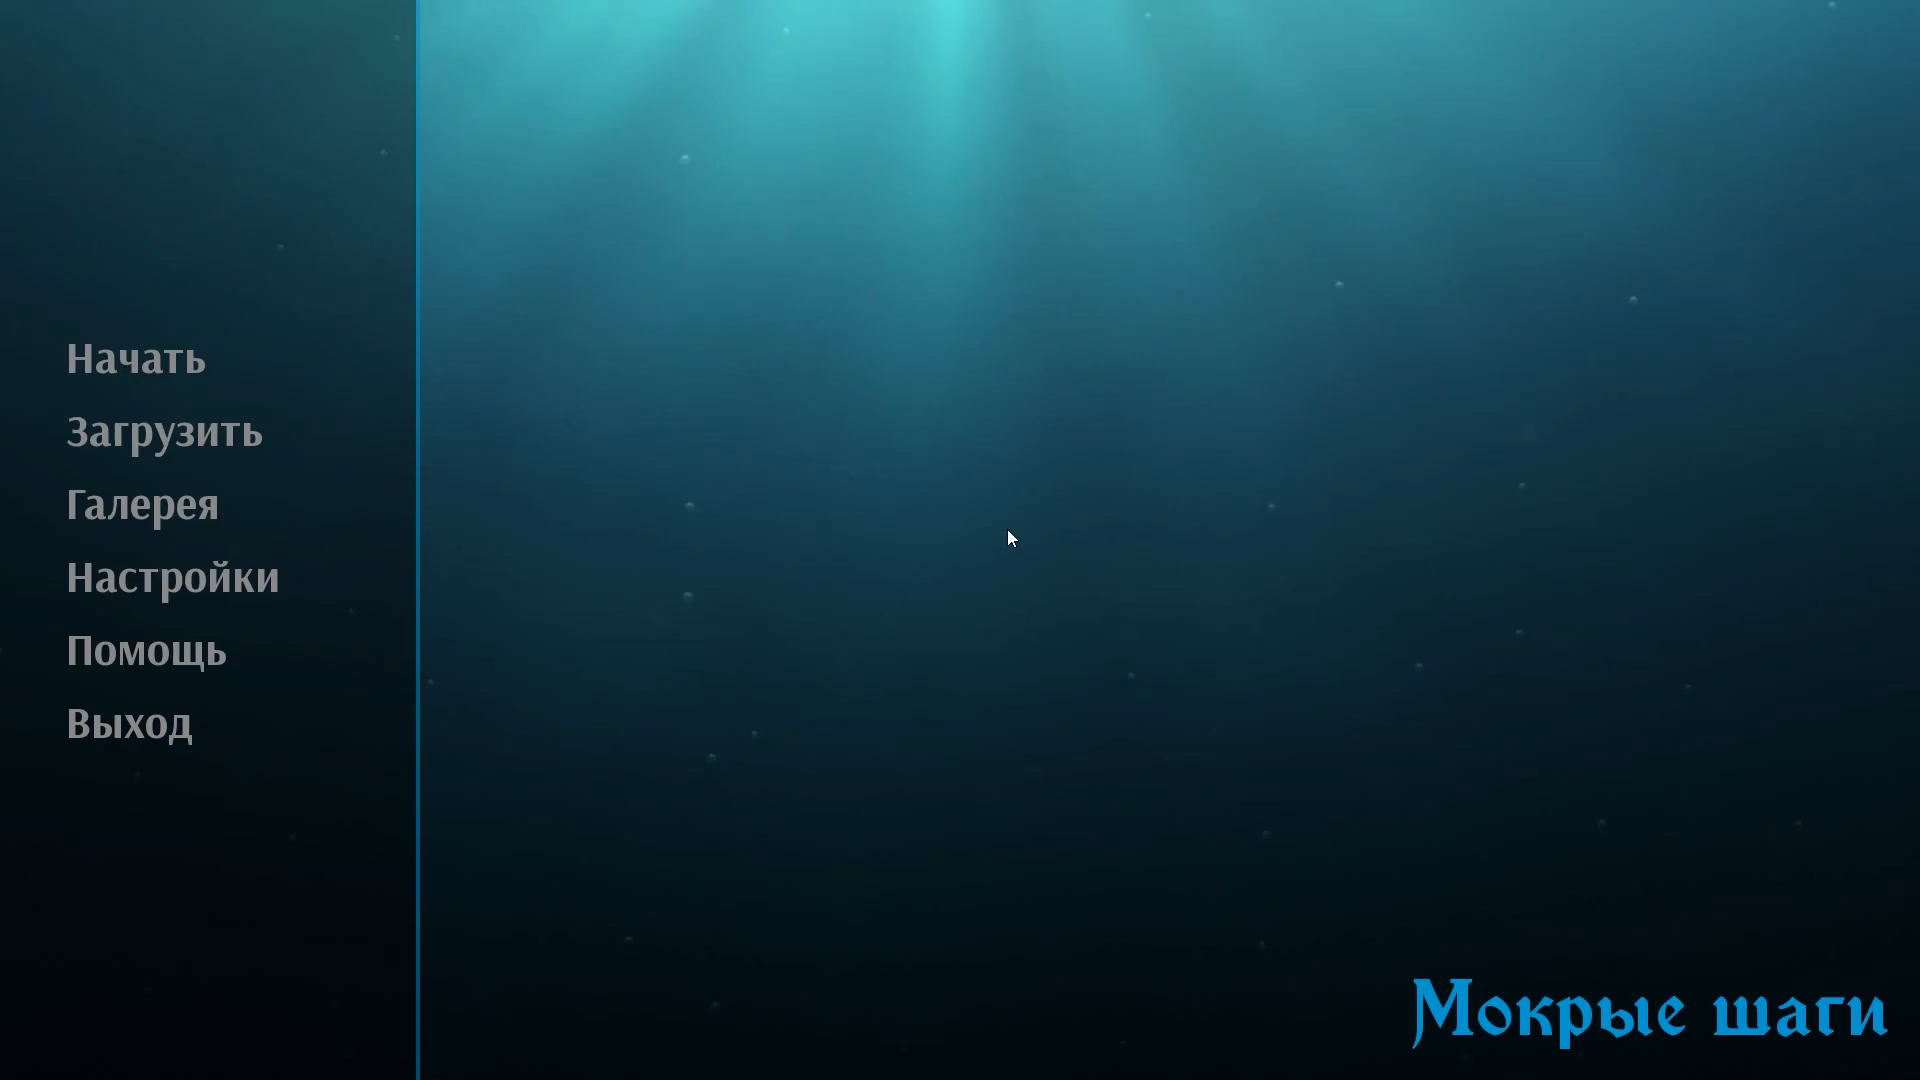 Начать
Загрузить
Галерея
Настройки
Помощь
Выход
Мокрые шаги